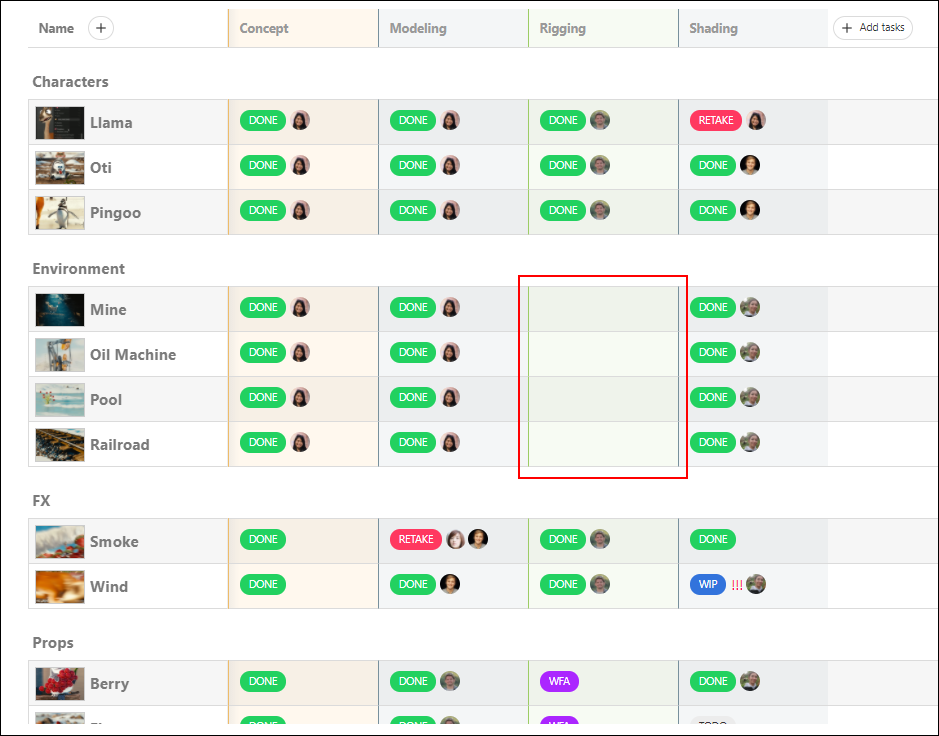 Name + Concept Modeling Rigging Shading + Add tasks
Characters
Llama DONE DONE DONE RETAKE
Oti DONE DONE DONE DONE
Pingoo DONE DONE DONE DONE
Environment
Mine DONE DONE DONE
Oil Machine DONE DONE DONE
Pool DONE DONE DONE
Railroad DONE DONE DONE
FX
Smoke DONE RETAKE DONE DONE
Wind DONE DONE DONE WIP !!!
Props
Berry DONE DONE WFA DONE
DONE DONE WFA TODO